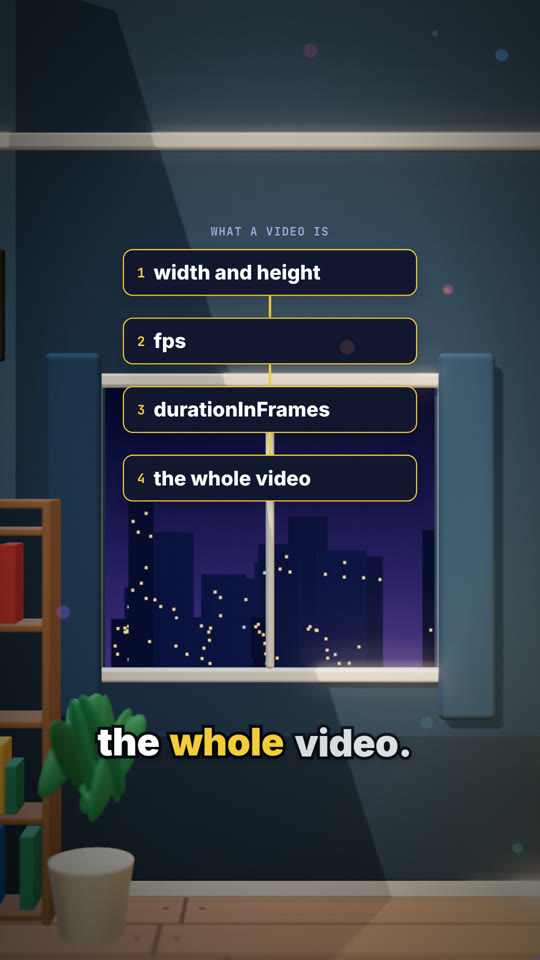 WHAT A VIDEO IS
1 width and height
2 fps
3 durationInFrames
4 the whole video
the whole video.